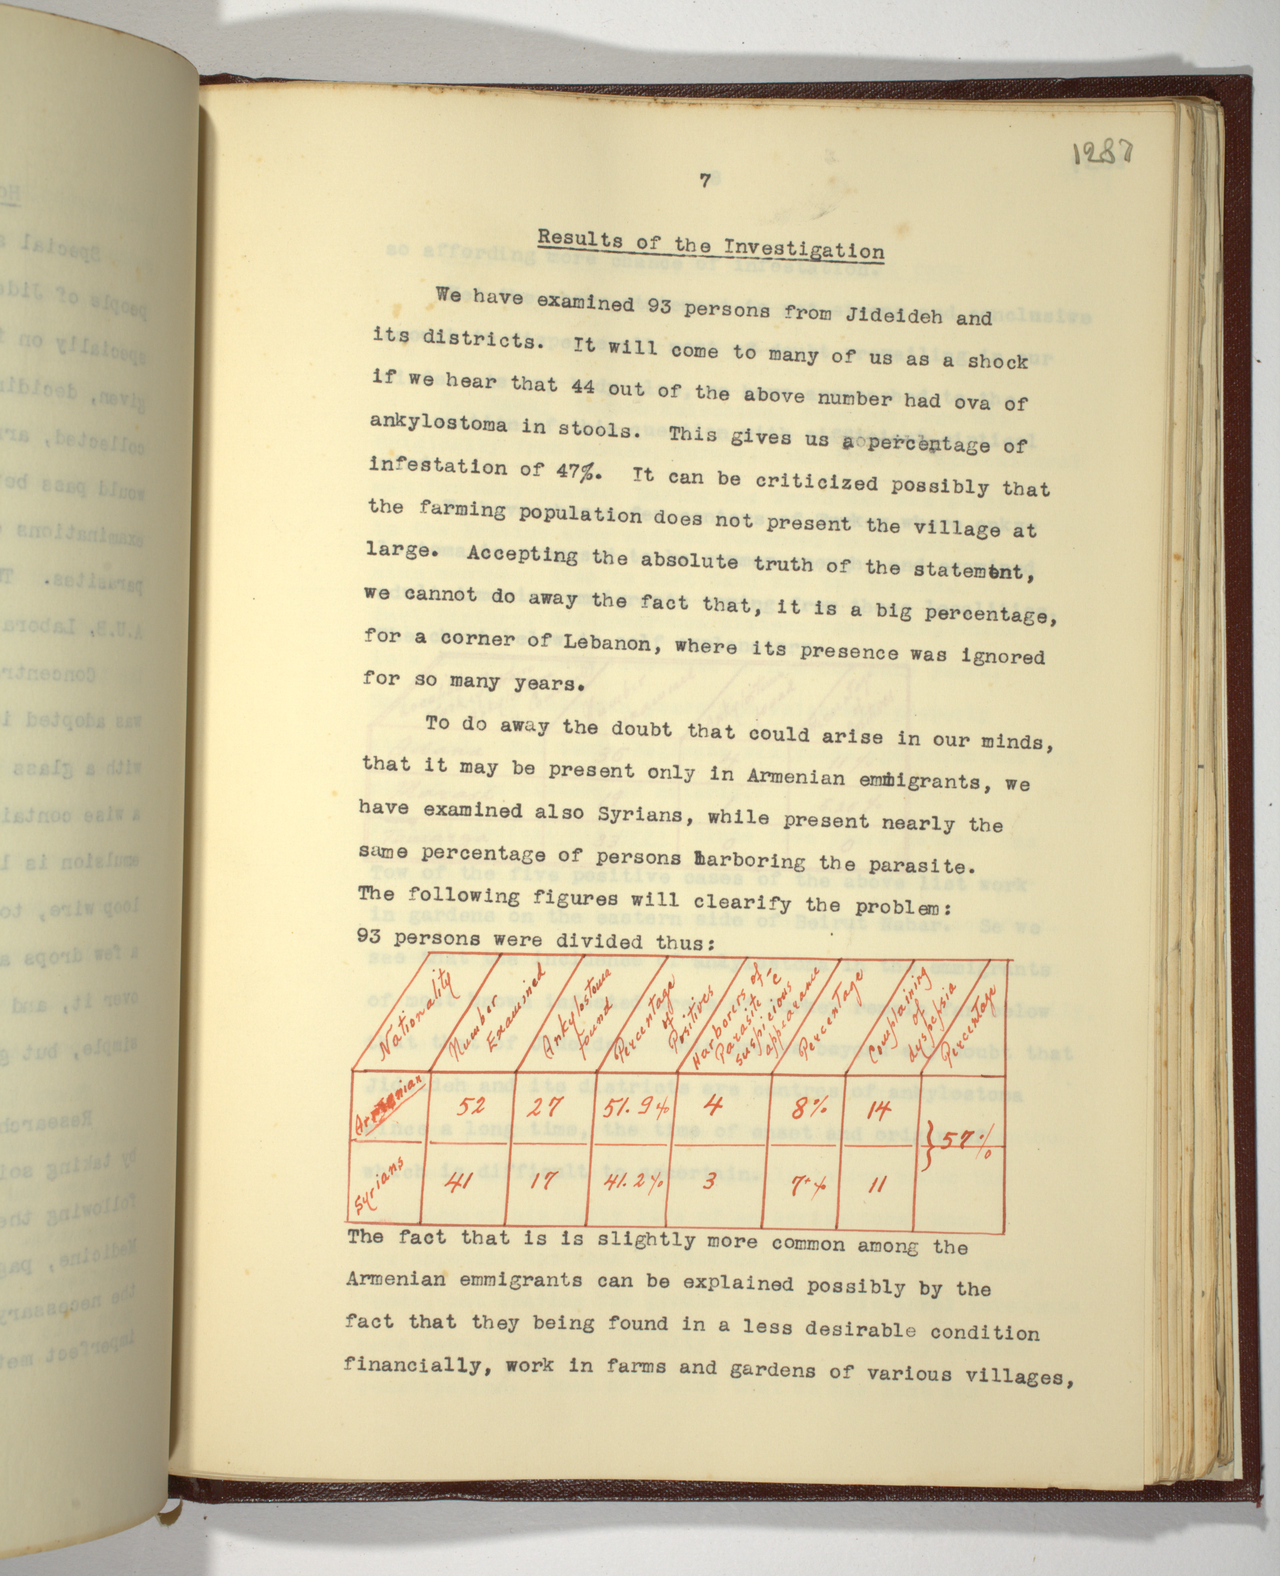 1287
7
Results of the Investigation
We have examined 93 persons from Jideideh and
its districts. It will come to many of us as a shock
if we hear that 44 out of the above number had ova of
ankylostoma in stools. This gives us a percentage of
infestation of 47%. It can be criticized possibly that
the farming population does not present the village at
large. Accepting the absolute truth of the statement,
we cannot do away the fact that, it is a big percentage,
for a corner of Lebanon, where its presence was ignored
for so many years.
To do away the doubt that could arise in our minds,
that it may be present only in Armenian emmigrants, we
have examined also Syrians, while present nearly the
same percentage of persons harboring the parasite.
The following figures will clearify the problem:
93 persons were divided thus:
Nationality
Number Examined
Ankylostoma found
Percentage of Positives
Harborers of Parasite c̄ suspicious appearance
Percentage
Complaining of dyspepsia
Percentage
Armenian 52 27 51.9% 4 8% 14
} 57%
Syrians 41 17 41.2% 3 7+% 11
The fact that is is slightly more common among the
Armenian emmigrants can be explained possibly by the
fact that they being found in a less desirable condition
financially, work in farms and gardens of various villages,